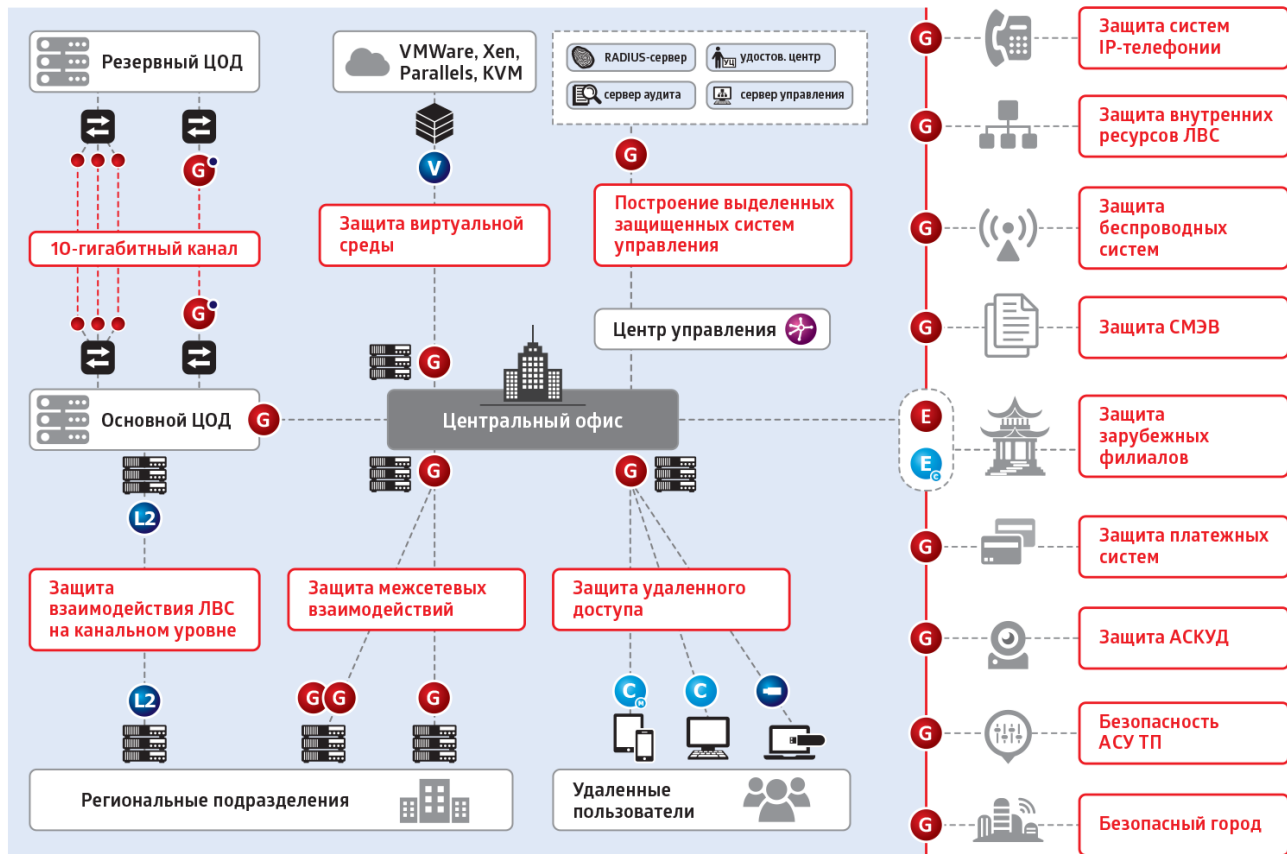 Резервный ЦОД
VMWare, Xen,
Parallels, KVM
RADIUS-сервер
удостов. центр
сервер аудита
сервер управления
УЦ
G
V
G
10-гигабитный канал
Защита виртуальной
среды
Построение выделенных
защищенных систем
управления
G
G
Центр управления
Основной ЦОД
G
Центральный офис
G
G
L2
Защита
взаимодействия ЛВС
на канальном уровне
Защита межсетевых
взаимодействий
Защита удаленного
доступа
L2
G
G
G
C
M
C
Региональные подразделения
Удаленные
пользователи
G
Защита систем
IP-телефонии
G
Защита внутренних
ресурсов ЛВС
G
Защита
беспроводных
систем
G
Защита СМЭВ
E
E
G
Защита
зарубежных
филиалов
G
Защита платежных
систем
G
Защита АСКУД
G
Безопасность
АСУ ТП
G
Безопасный город